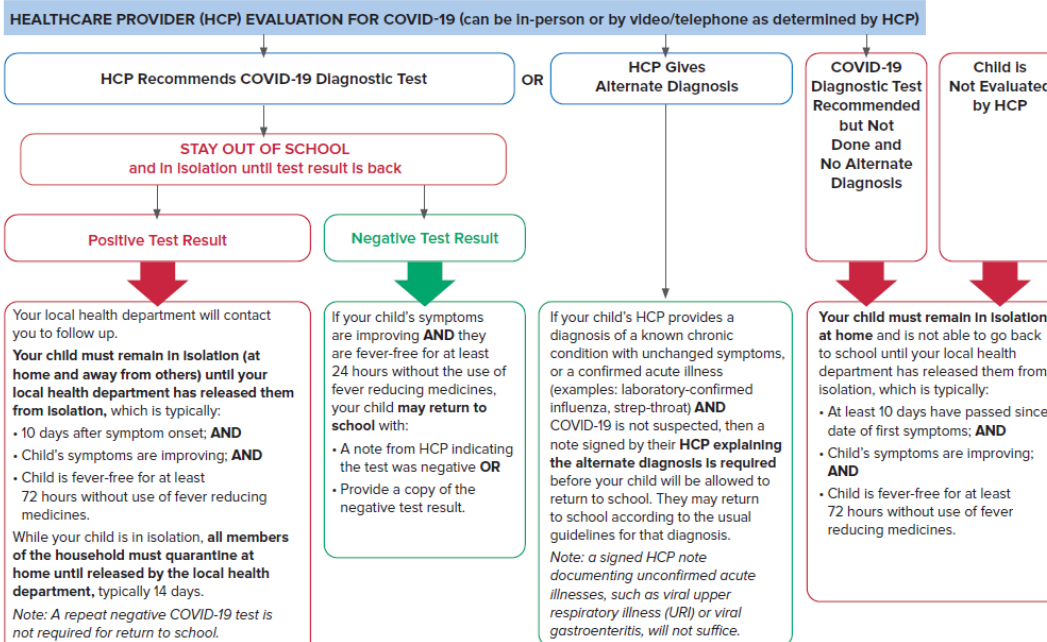 HEALTHCARE PROVIDER (HCP) EVALUATION FOR COVID-19 (can be in-person or by video/telephone as determined by HCP)
HCP Recommends COVID-19 Diagnostic Test
OR
HCP Gives
Alternate Diagnosis
COVID-19
Diagnostic Test
Recommended
but Not
Done and
No Alternate
Diagnosis
Child is
Not Evaluated
by HCP
STAY OUT OF SCHOOL
and in isolation until test result is back
Positive Test Result
Negative Test Result
Your local health department will contact
you to follow up.
Your child must remain in isolation (at
home and away from others) until your
local health department has released them
from isolation, which is typically:
• 10 days after symptom onset; AND
• Child's symptoms are improving; AND
• Child is fever-free for at least
72 hours without use of fever reducing
medicines.
While your child is in isolation, all members
of the household must quarantine at
home until released by the local health
department, typically 14 days.
Note: A repeat negative COVID-19 test is
not required for return to school.
If your child's symptoms
are improving AND they
are fever-free for at least
24 hours without the use of
fever reducing medicines,
your child may return to
school with:
• A note from HCP indicating
the test was negative OR
• Provide a copy of the
negative test result.
If your child's HCP provides a
diagnosis of a known chronic
condition with unchanged symptoms,
or a confirmed acute illness
(examples: laboratory-confirmed
influenza, strep-throat) AND
COVID-19 is not suspected, then a
note signed by their HCP explaining
the alternate diagnosis is required
before your child will be allowed to
return to school. They may return
to school according to the usual
guidelines for that diagnosis.
Note: a signed HCP note
documenting unconfirmed acute
illnesses, such as viral upper
respiratory illness (URI) or viral
gastroenteritis, will not suffice.
Your child must remain in isolation
at home and is not able to go back
to school until your local health
department has released them from
isolation, which is typically:
• At least 10 days have passed since
date of first symptoms; AND
• Child's symptoms are improving;
AND
• Child is fever-free for at least
72 hours without use of fever
reducing medicines.